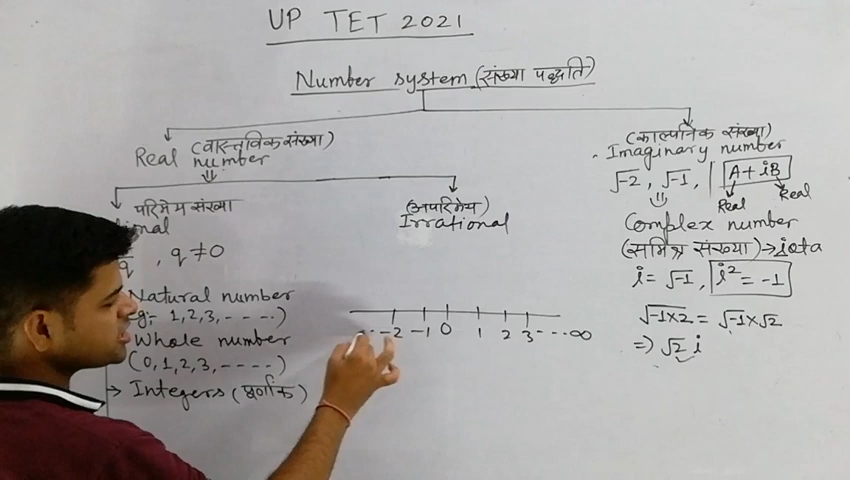 UP TET 2021
Number system (संख्या पद्धति)
(वास्तविक संख्या)
Real number
परिमेय संख्या
q , q ≠ 0
Natural number
1, 2, 3, - - - -)
Whole number
(0, 1, 2, 3, - - - -)
→ Integers (पूर्णांक)
(अपरिमेय)
Irrational
-2 -1 0 1 2 3 - - - ∞
(काल्पनिक संख्या)
Imaginary number
√-2, √-1, | A + iB
Real Real
Complex number
(समिश्र संख्या) → iota
i = √-1, i² = -1
√-1×2 = √-1 × √2
⇒ √2 i